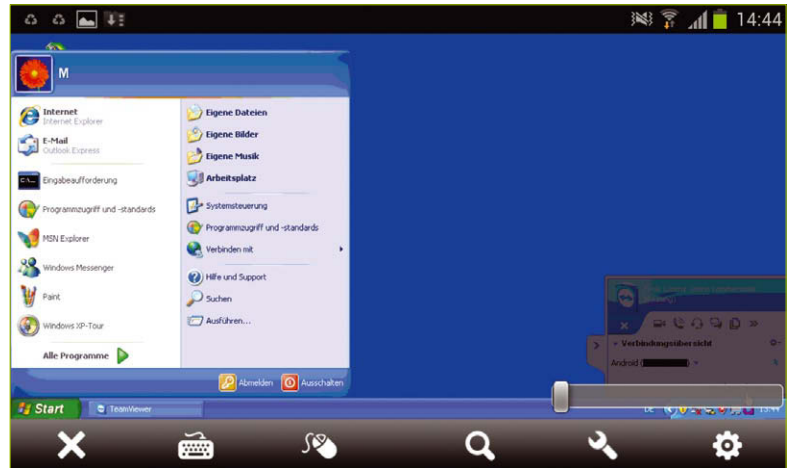 14:44
M
Internet
Internet Explorer
E-Mail
Outlook Express
Eingabeaufforderung
Programmzugriff und -standards
MSN Explorer
Windows Messenger
Paint
Windows XP-Tour
Alle Programme
Eigene Dateien
Eigene Bilder
Eigene Musik
Arbeitsplatz
Systemsteuerung
Programmzugriff und -standards
Verbinden mit
Hilfe und Support
Suchen
Ausführen...
Abmelden
Ausschalten
Verbindungsübersicht
Android (
)
Start
TeamViewer
DE
13:44